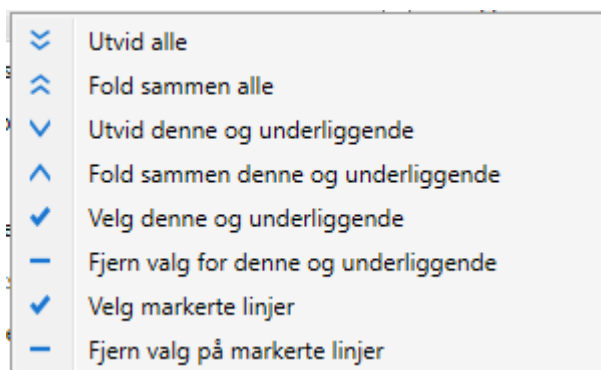 Utvid alle
Fold sammen alle
Utvid denne og underliggende
Fold sammen denne og underliggende
Velg denne og underliggende
Fjern valg for denne og underliggende
Velg markerte linjer
Fjern valg på markerte linjer